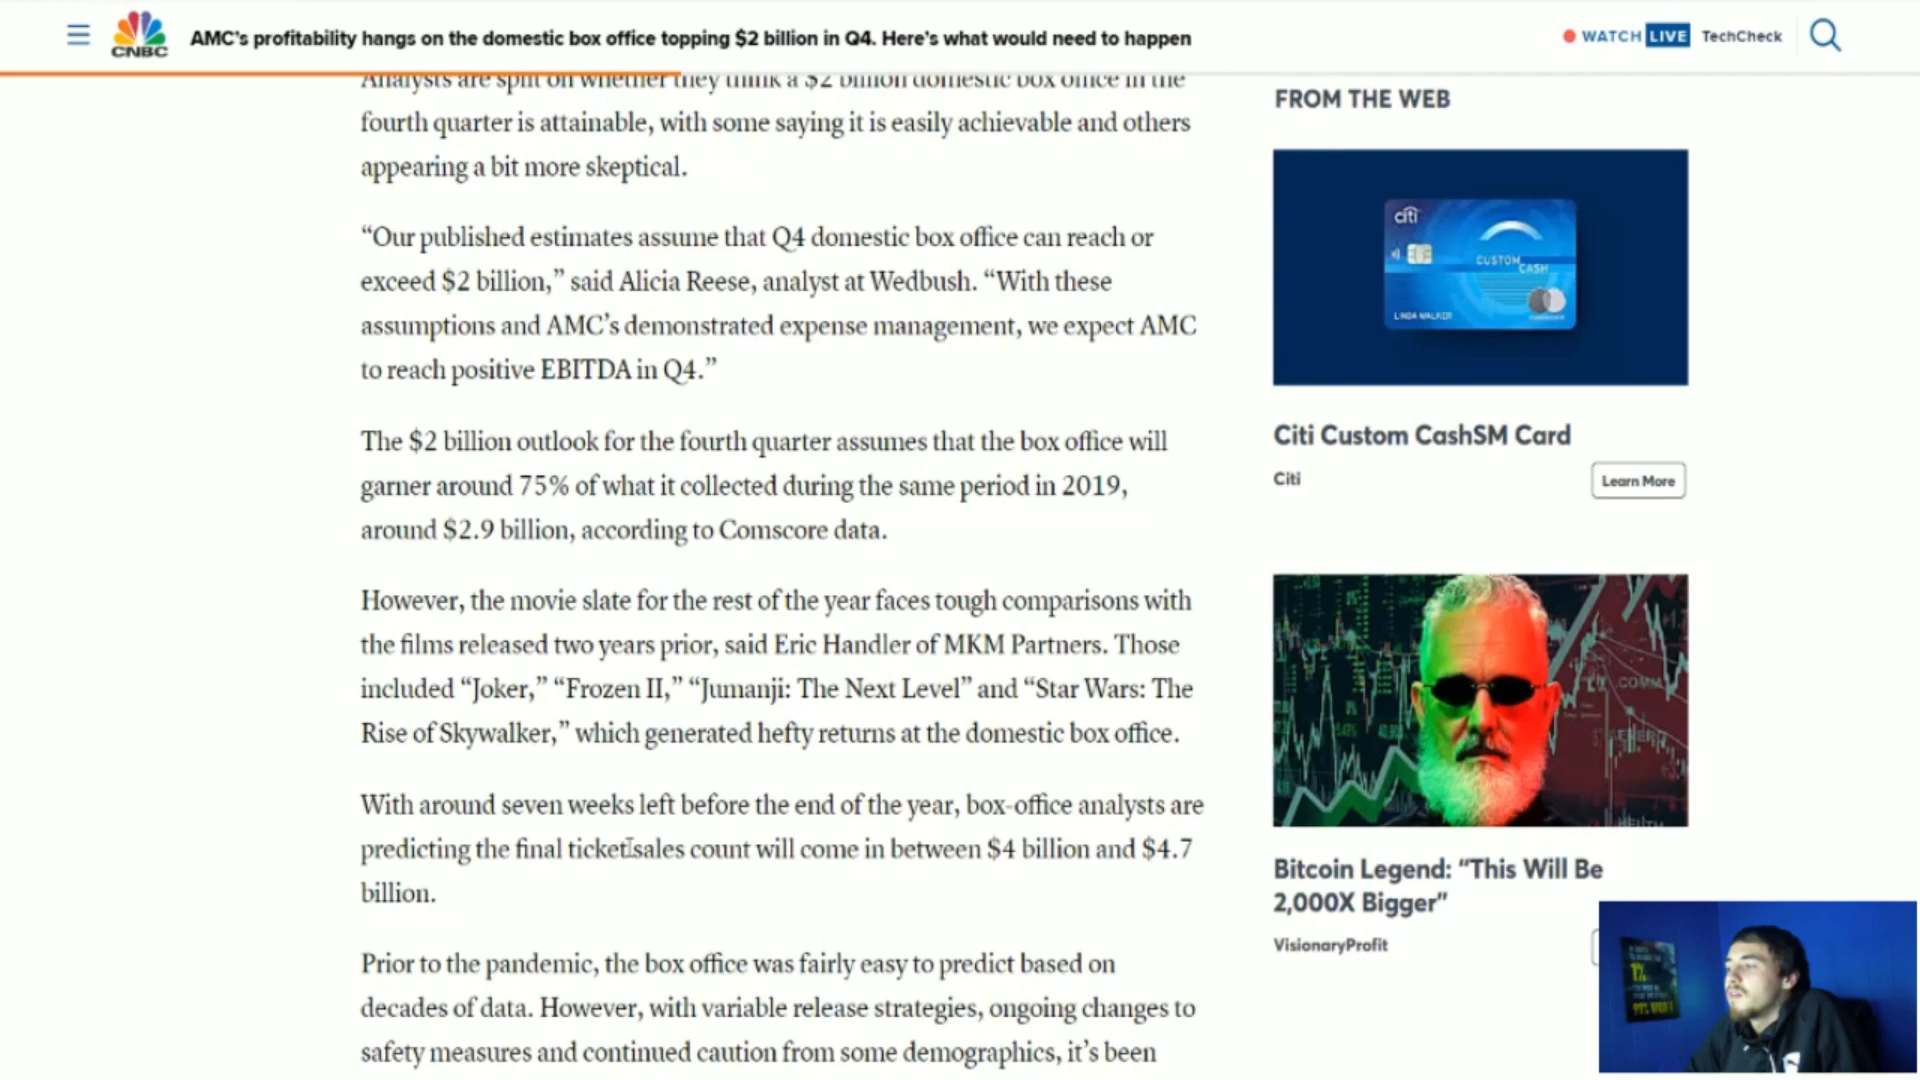 CNBC
AMC's profitability hangs on the domestic box office topping $2 billion in Q4. Here's what would need to happen
WATCH LIVE TechCheck
Analysts are split on whether they think a $2 billion domestic box office in the
fourth quarter is attainable, with some saying it is easily achievable and others
appearing a bit more skeptical.
“Our published estimates assume that Q4 domestic box office can reach or
exceed $2 billion,” said Alicia Reese, analyst at Wedbush. “With these
assumptions and AMC’s demonstrated expense management, we expect AMC
to reach positive EBITDA in Q4.”
The $2 billion outlook for the fourth quarter assumes that the box office will
garner around 75% of what it collected during the same period in 2019,
around $2.9 billion, according to Comscore data.
However, the movie slate for the rest of the year faces tough comparisons with
the films released two years prior, said Eric Handler of MKM Partners. Those
included “Joker,” “Frozen II,” “Jumanji: The Next Level” and “Star Wars: The
Rise of Skywalker,” which generated hefty returns at the domestic box office.
With around seven weeks left before the end of the year, box-office analysts are
predicting the final ticket sales count will come in between $4 billion and $4.7
billion.
Prior to the pandemic, the box office was fairly easy to predict based on
decades of data. However, with variable release strategies, ongoing changes to
safety measures and continued caution from some demographics, it’s been
FROM THE WEB
citi
CUSTOM
CASH
LINDA WALKER
Citi Custom CashSM Card
Citi
Learn More
Bitcoin Legend: “This Will Be
2,000X Bigger”
VisionaryProfit
1%
99% WON'T